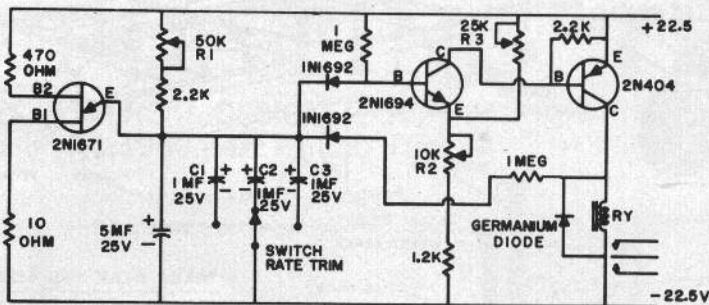 470
OHM
B2
B1
E
2N1671
10
OHM
5MF
25V
+
−
50K
R1
2.2K
C1
1MF
25V
+
−
C2
1MF
25V
+
−
C3
1MF
25V
+
−
SWITCH
RATE TRIM
1
MEG
1N1692
1N1692
B
C
E
2N1694
25K
R3
10K
R2
1.2K
2.2K
+22.5
B
E
C
2N404
1MEG
GERMANIUM
DIODE
RY
−22.5V